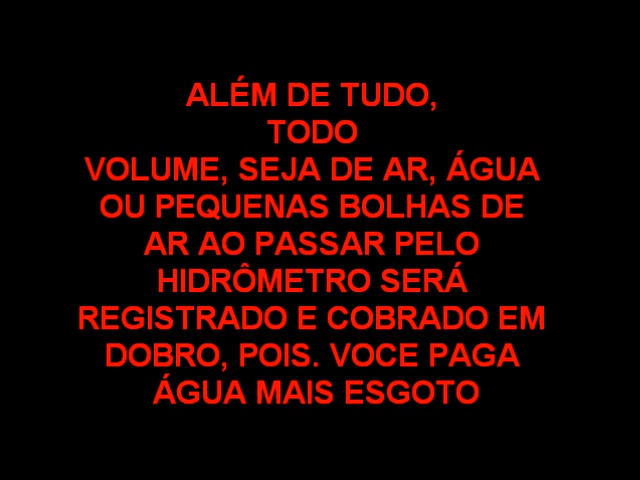 ALÉM DE TUDO,
TODO
VOLUME, SEJA DE AR, ÁGUA
OU PEQUENAS BOLHAS DE
AR AO PASSAR PELO
HIDRÔMETRO SERÁ
REGISTRADO E COBRADO EM
DOBRO, POIS. VOCE PAGA
ÁGUA MAIS ESGOTO